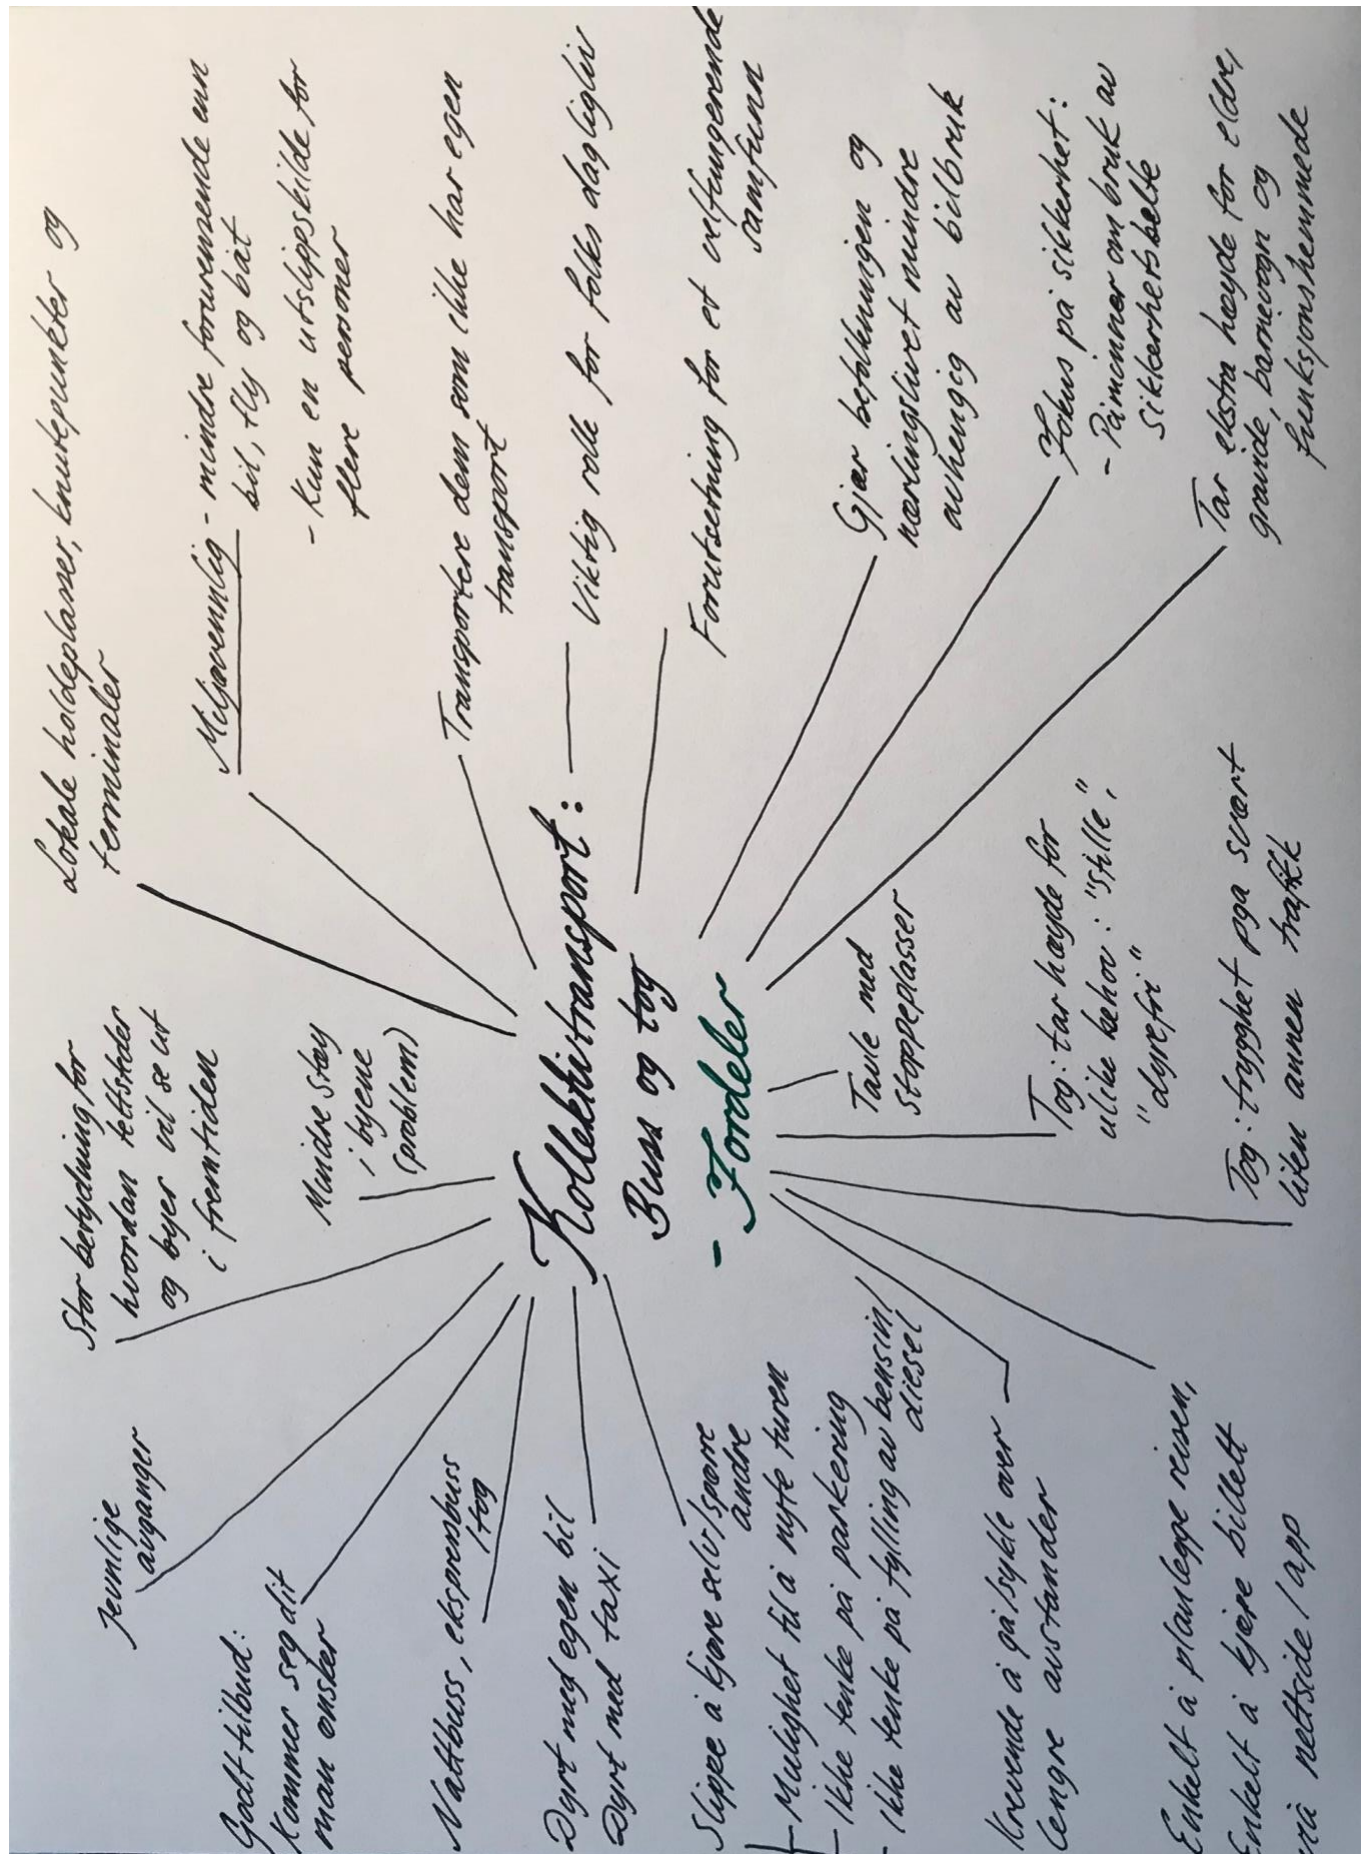 Kollektivtransport:
Buss og tog
- Fordeler
Jevnlige
avganger
Godt tilbud:
Kommer seg dit
man ønsker
Nattbuss, ekspressbuss
/ tog
Dyrt med egen bil
Dyrt med taxi
Slippe å kjøre selv/spørre
andre
- Mulighet til å nyte turen
- Ikke tenke på parkering
- Ikke tenke på fylling av bensin/
diesel
Krevende å gå/sykle over
lengre avstander
Enkelt å planlegge reisen,
Enkelt å kjøre billett
via nettside / app
Stor betydning for
hvordan tettsteder
og byer vil se ut
i fremtiden
Mindre støy
i byene
(problem)
Tavle med
stoppeplasser
Tog: tar høyde for
ulike behov: "stille",
"dyrefri"
Tog: trygghet pga svært
liten annen trafikk
Lokale holdeplasser, knutepunkter og
terminaler
Miljøvennlig - mindre forurensende enn
bil, fly og båt
- Kun en utslippskilde for
flere personer
Transportere dem som ikke har egen
transport
Viktig rolle for folks dagligliv
Forutsetning for et velfungerende
samfunn
Gjør befolkningen og
næringslivet mindre
avhengig av bilbruk
Fokus på sikkerhet:
- Påminner om bruk av
sikkerhetsbelte
Tar ekstra høyde for eldre,
gravide, barnevogn og
funksjonshemmede